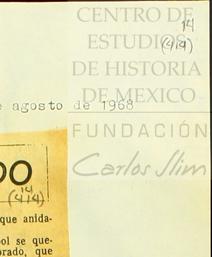 CENTRO DE
ESTUDIOS
DE HISTORIA
DE MEXICO
FUNDACIÓN
Carlos Slim
14
(414)
e agosto de 1968
DO
14
(414)
que anida-
ol se que-
orado, que